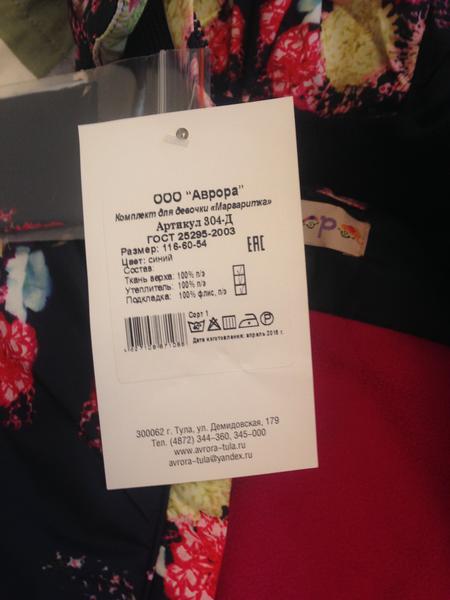 ООО "Аврора"
Комплект для девочки «Маргаритка»
Артикул 304-Д
ГОСТ 25295-2003
Размер: 116-60-54
Цвет: синий
EAC
Состав:
Ткань верха: 100% п/э
Утеплитель: 100% п/э
Подкладка: 100% флис, п/э
Сорт 1
Дата изготовления: апрель 2016 г.
300062 г. Тула, ул. Демидовская, 179
Тел. (4872) 344-360, 345-000
www.avrora-tula.ru
avrora-tula@yandex.ru